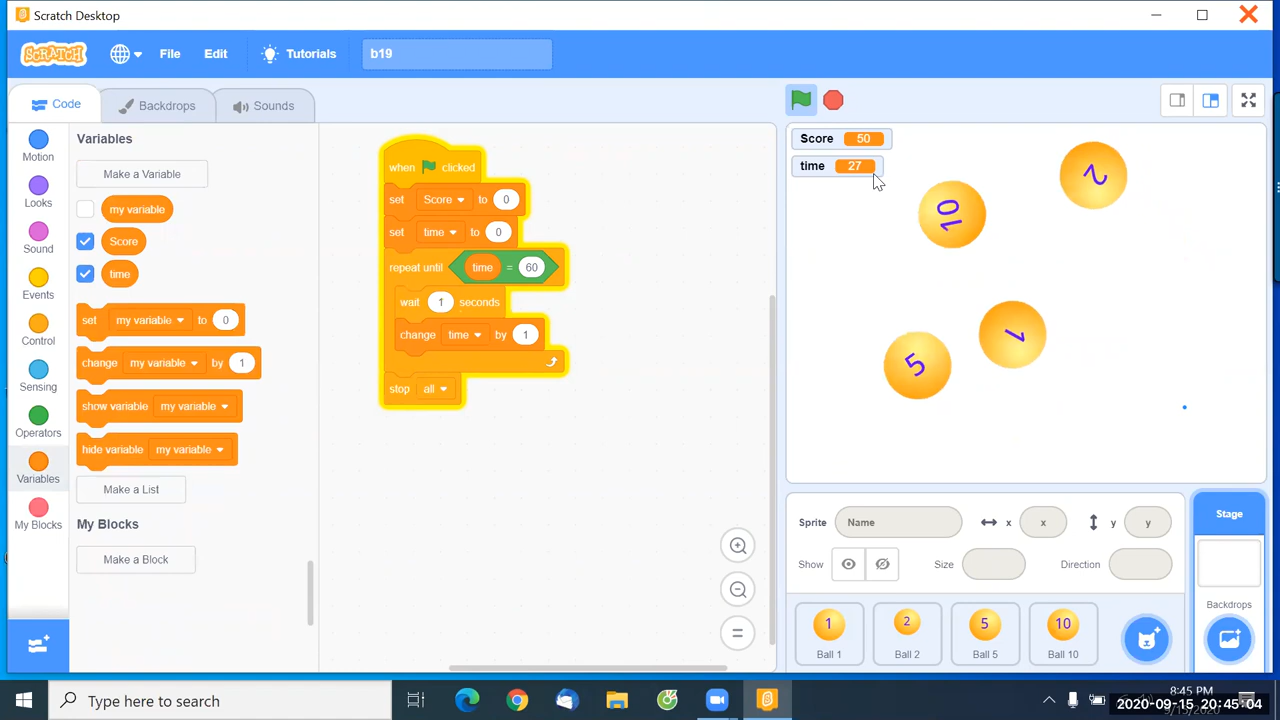 Scratch Desktop
SCRATCH File Edit Tutorials b19
Code Backdrops Sounds
Motion
Looks
Sound
Events
Control
Sensing
Operators
Variables
My Blocks
Variables
Make a Variable
my variable
Score
time
set my variable to 0
change my variable by 1
show variable my variable
hide variable my variable
Make a List
My Blocks
Make a Block
when clicked
set Score to 0
set time to 0
repeat until time = 60
wait 1 seconds
change time by 1
stop all
Score 50
time 27
2
10
1
5
Sprite Name x x y y
Show Size Direction
1 2 5 10
Ball 1 Ball 2 Ball 5 Ball 10
Stage
Backdrops
Type here to search
8:45 PM
2020-09-15 20:45:04